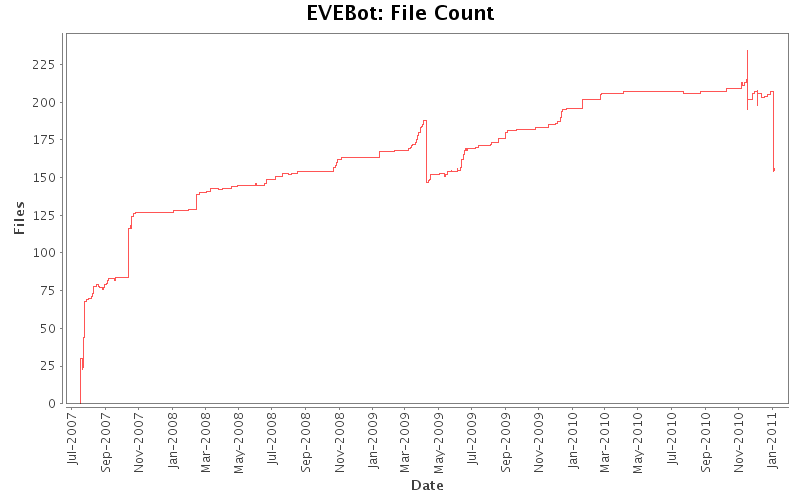 EVEBot: File Count
Files
225
200
175
150
125
100
75
50
25
0
Jul-2007
Sep-2007
Nov-2007
Jan-2008
Mar-2008
May-2008
Jul-2008
Sep-2008
Nov-2008
Jan-2009
Mar-2009
May-2009
Jul-2009
Sep-2009
Nov-2009
Jan-2010
Mar-2010
May-2010
Jul-2010
Sep-2010
Nov-2010
Jan-2011
Date